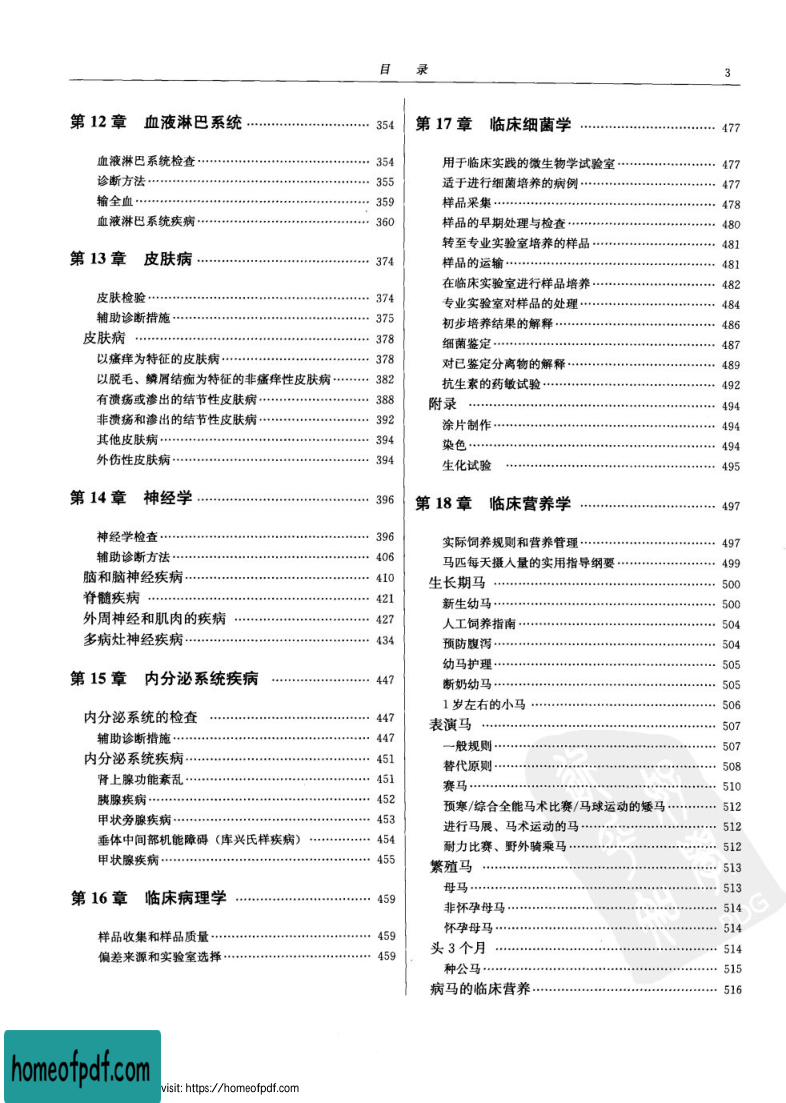 目 录
3
第 12 章 血液淋巴系统 ………… 354
血液淋巴系统检查 ………… 354
诊断方法 ………… 355
输全血 ………… 359
血液淋巴系统疾病 ………… 360
第 13 章 皮肤病 ………… 374
皮肤检验 ………… 374
辅助诊断措施 ………… 375
皮肤病 ………… 378
以瘙痒为特征的皮肤病 ………… 378
以脱毛、鳞屑结痂为特征的非瘙痒性皮肤病 ………… 382
有溃疡或渗出的结节性皮肤病 ………… 388
非溃疡和渗出的结节性皮肤病 ………… 392
其他皮肤病 ………… 394
外伤性皮肤病 ………… 394
第 14 章 神经学 ………… 396
神经学检查 ………… 396
辅助诊断方法 ………… 406
脑和脑神经疾病 ………… 410
脊髓疾病 ………… 421
外周神经和肌肉的疾病 ………… 427
多病灶神经疾病 ………… 434
第 15 章 内分泌系统疾病 ………… 447
内分泌系统的检查 ………… 447
辅助诊断措施 ………… 447
内分泌系统疾病 ………… 451
肾上腺功能紊乱 ………… 451
胰腺疾病 ………… 452
甲状旁腺疾病 ………… 453
垂体中间部机能障碍（库兴氏样疾病） ………… 454
甲状腺疾病 ………… 455
第 16 章 临床病理学 ………… 459
样品收集和样品质量 ………… 459
偏差来源和实验室选择 ………… 459
第 17 章 临床细菌学 ………… 477
用于临床实践的微生物学试验室 ………… 477
适于进行细菌培养的病例 ………… 477
样品采集 ………… 478
样品的早期处理与检查 ………… 480
转至专业实验室培养的样品 ………… 481
样品的运输 ………… 481
在临床实验室进行样品培养 ………… 482
专业实验室对样品的处理 ………… 484
初步培养结果的解释 ………… 486
细菌鉴定 ………… 487
对已鉴定分离物的解释 ………… 489
抗生素的药敏试验 ………… 492
附录 ………… 494
涂片制作 ………… 494
染色 ………… 494
生化试验 ………… 495
第 18 章 临床营养学 ………… 497
实际饲养规则和营养管理 ………… 497
马匹每天摄人量的实用指导纲要 ………… 499
生长期马 ………… 500
新生幼马 ………… 500
人工饲养指南 ………… 504
预防腹泻 ………… 504
幼马护理 ………… 505
断奶幼马 ………… 505
1 岁左右的小马 ………… 506
表演马 ………… 507
一般规则 ………… 507
替代原则 ………… 508
赛马 ………… 510
预寒/综合全能马术比赛/马球运动的矮马 ………… 512
进行马展、马术运动的马 ………… 512
耐力比赛、野外骑乘马 ………… 512
繁殖马 ………… 513
母马 ………… 513
非怀孕母马 ………… 514
怀孕母马 ………… 514
头 3 个月 ………… 514
种公马 ………… 515
病马的临床营养 ………… 516
homeofpdf.com
visit: https://homeofpdf.com